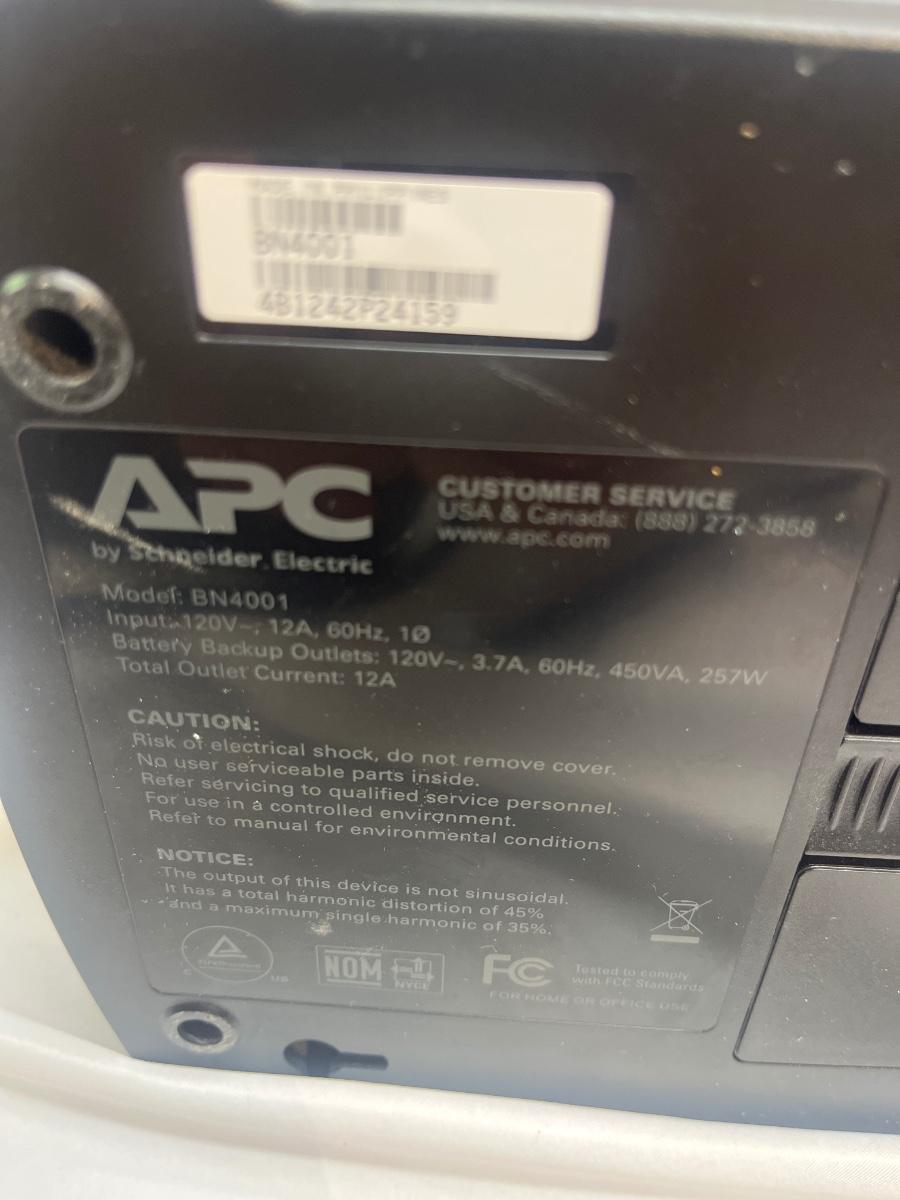 BN4001
4B1242P24159
APC
by Schneider Electric
CUSTOMER SERVICE
USA & Canada: (888) 272-3858
www.apc.com
Model: BN4001
Input: 120V~, 12A, 60Hz, 1Ø
Battery Backup Outlets: 120V~, 3.7A, 60Hz, 450VA, 257W
Total Outlet Current: 12A
CAUTION:
Risk of electrical shock, do not remove cover.
No user serviceable parts inside.
Refer servicing to qualified service personnel.
For use in a controlled environment.
Refer to manual for environmental conditions.
NOTICE:
The output of this device is not sinusoidal.
It has a total harmonic distortion of 45%
and a maximum single harmonic of 35%.
C US
NOM
NYCE
FC
Tested to comply
with FCC Standards
FOR HOME OR OFFICE USE